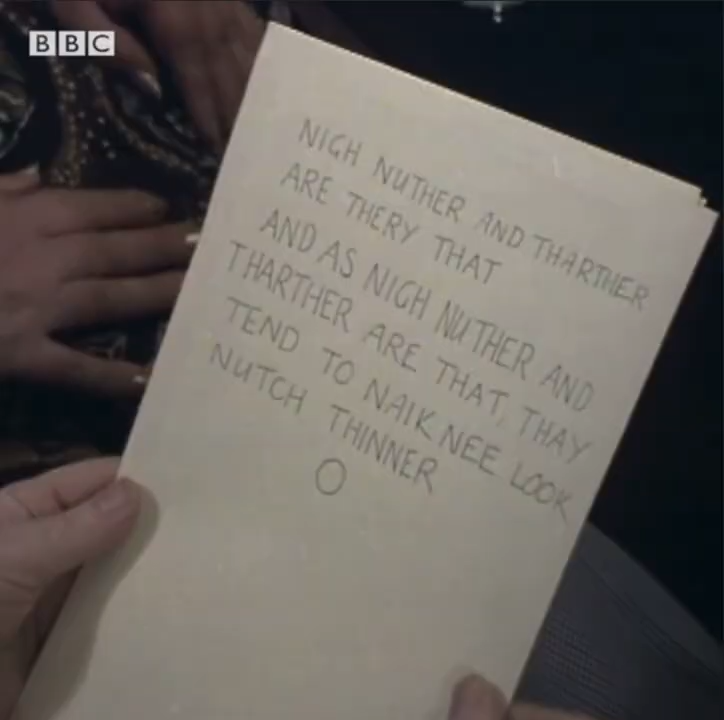 BBC
NIGH NUTHER AND THARTHER
ARE THERY THAT
AND AS NIGH NUTHER AND
THARTHER ARE THAT, THAY
TEND TO NAIK NEE LOOK
NUTCH THINNER
O